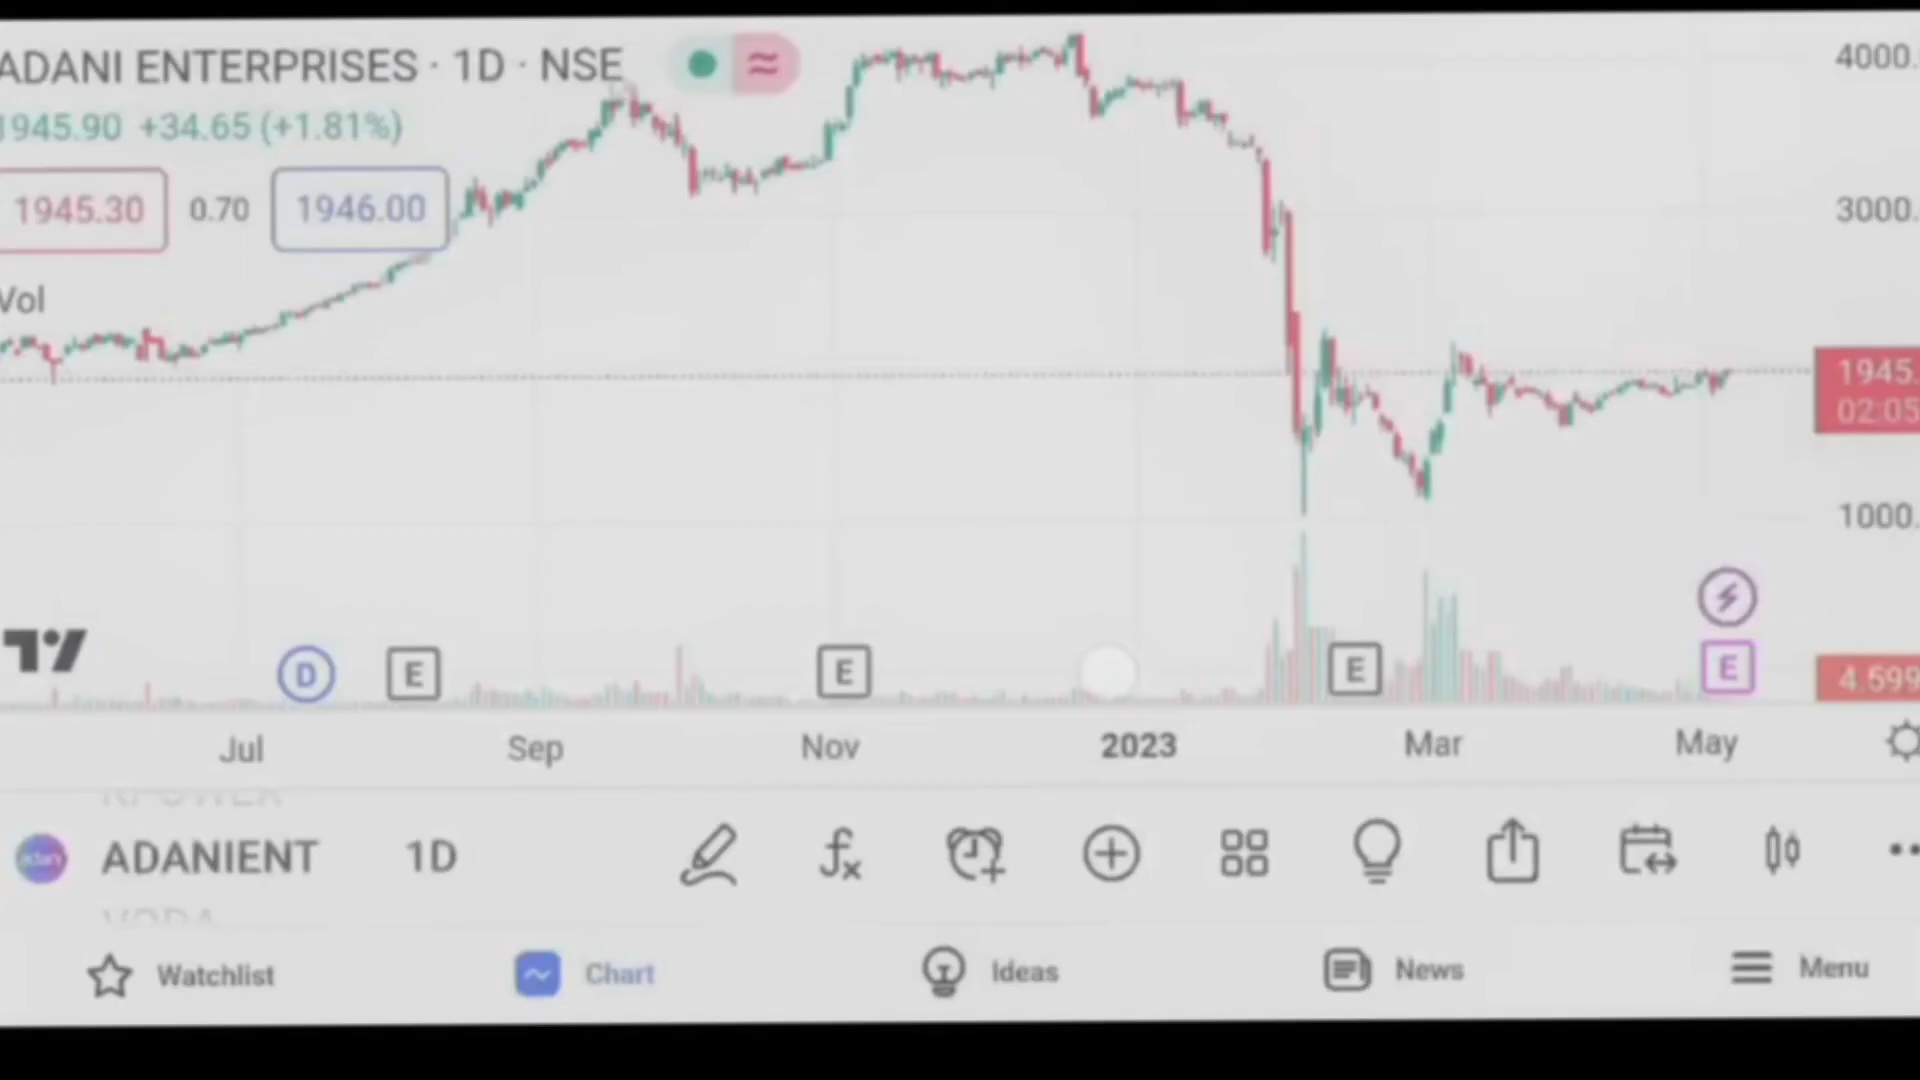 ADANI ENTERPRISES · 1D · NSE
1945.90 +34.65 (+1.81%)
1945.30 0.70 1946.00
Vol
4000.
3000.
1945.
02:05
1000.
4.599
D E E E E
Jul Sep Nov 2023 Mar May
ADANIENT 1D
Watchlist Chart Ideas News Menu